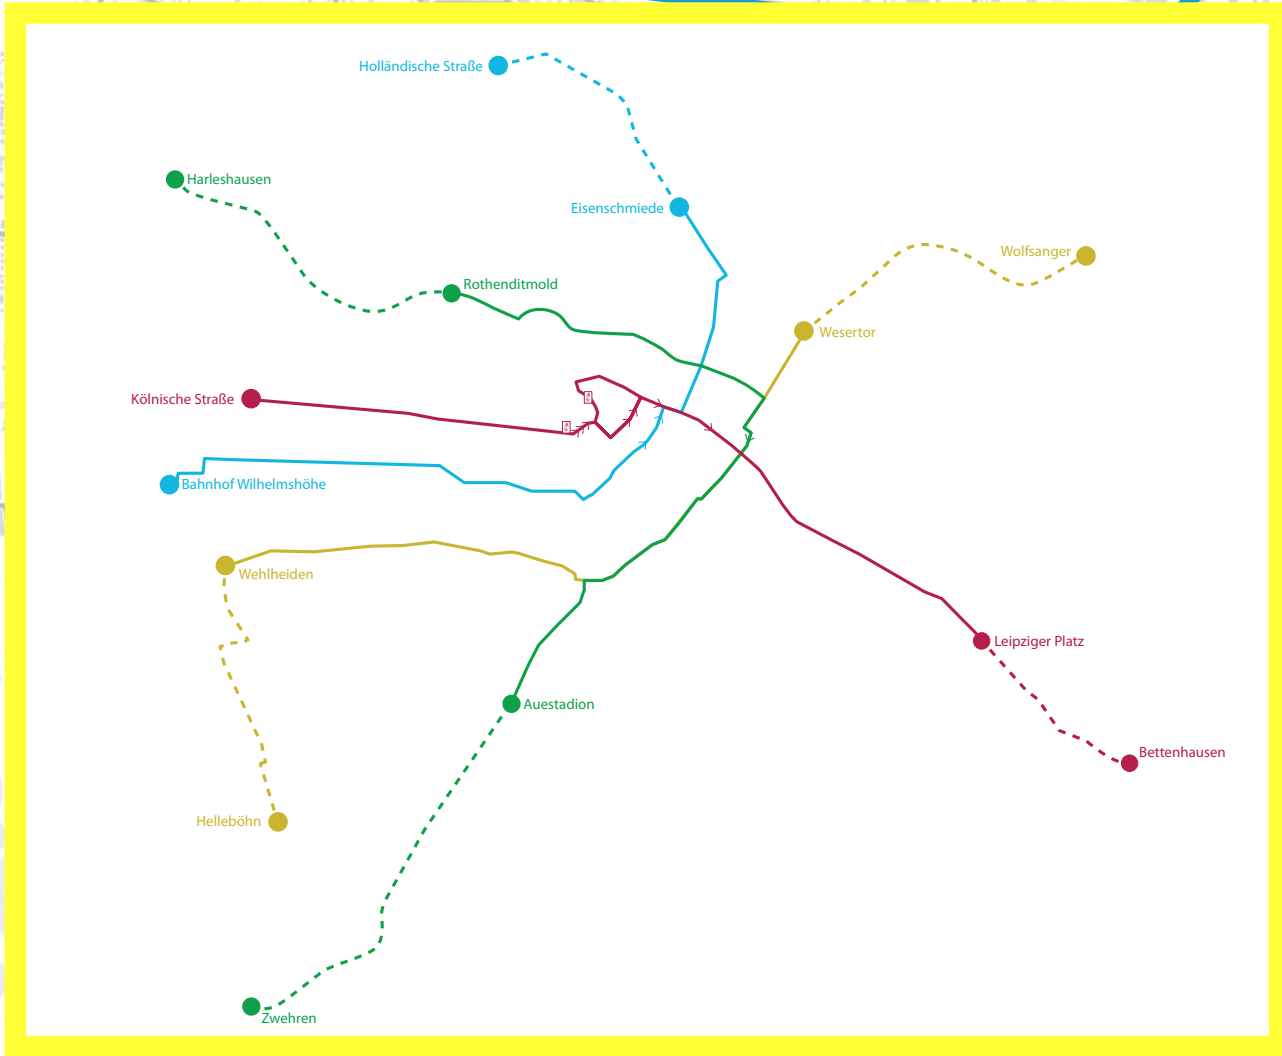 Holländische Straße
Harleshausen
Eisenschmiede
Wolfsanger
Rothenditmold
Wesertor
Kölnische Straße
Bahnhof Wilhelmshöhe
Wehlheiden
Leipziger Platz
Auestadion
Bettenhausen
Helleböhn
Zwehren